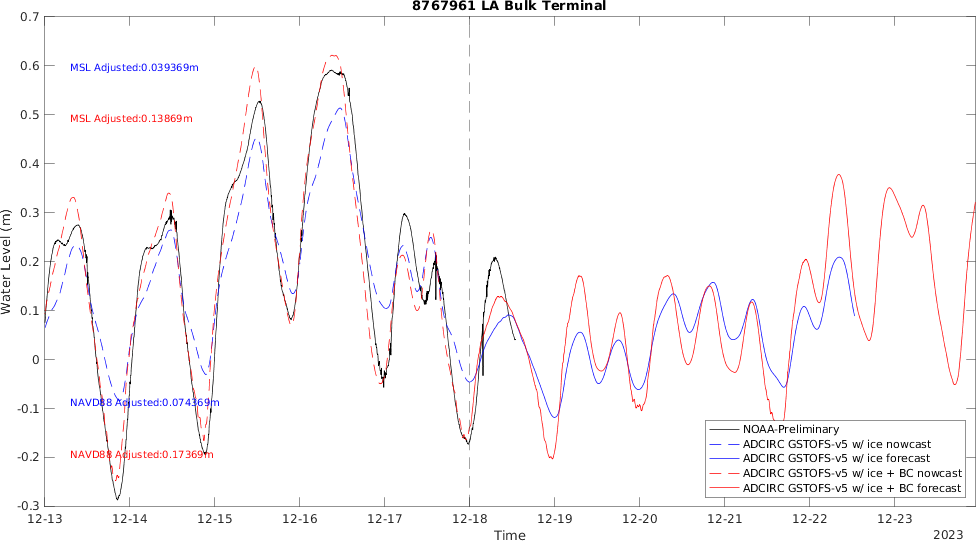 8767961 LA Bulk Terminal
0.7
0.6
0.5
0.4
0.3
0.2
0.1
0
-0.1
-0.2
-0.3
Water Level (m)
MSL Adjusted:0.039369m
MSL Adjusted:0.13869m
NAVD88 Adjusted:0.074369m
NAVD88 Adjusted:0.17369m
NOAA-Preliminary
ADCIRC GSTOFS-v5 w/ ice nowcast
ADCIRC GSTOFS-v5 w/ ice forecast
ADCIRC GSTOFS-v5 w/ ice + BC nowcast
ADCIRC GSTOFS-v5 w/ ice + BC forecast
12-13 12-14 12-15 12-16 12-17 12-18 12-19 12-20 12-21 12-22 12-23
Time
2023